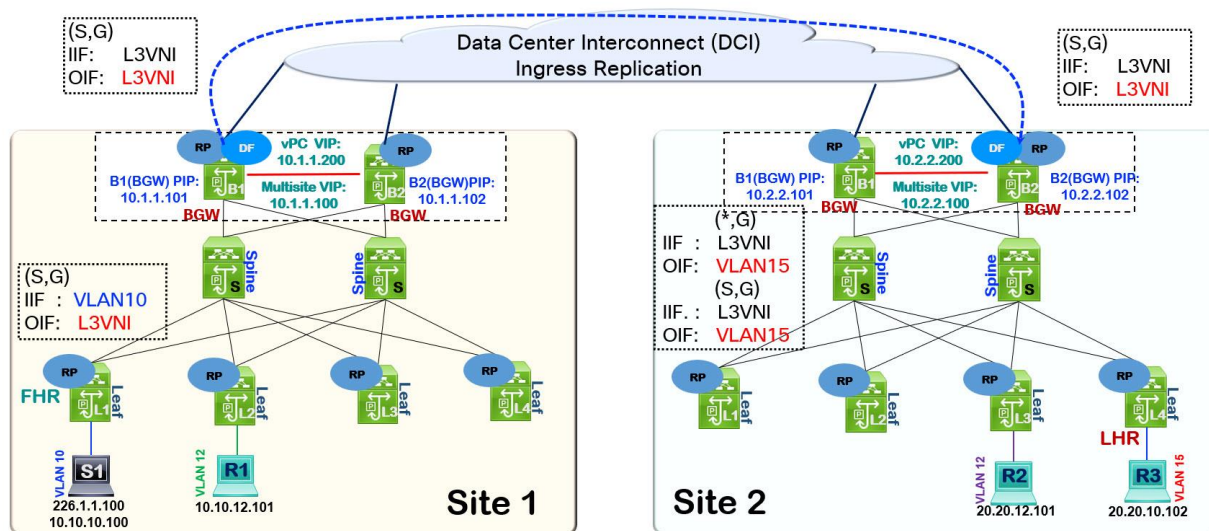 (S,G)
IIF: L3VNI
OIF: L3VNI
Data Center Interconnect (DCI)
Ingress Replication
(S,G)
IIF: L3VNI
OIF: L3VNI
RP
DF
vPC VIP:
10.1.1.200
RP
B1(BGW) PIP:
10.1.1.101
B1
Multisite VIP:
10.1.1.100
B2
B2(BGW)PIP:
10.1.1.102
BGW
BGW
RP
vPC VIP:
10.2.2.200
DF
RP
B1(BGW) PIP:
10.2.2.101
B1
Multisite VIP:
10.2.2.100
B2
B2(BGW) PIP:
10.2.2.102
BGW
BGW
Spine
S
Spine
S
(S,G)
IIF : VLAN10
OIF: L3VNI
(*,G)
IIF : L3VNI
OIF: VLAN15
(S,G)
IIF. : L3VNI
OIF: VLAN15
Spine
S
Spine
S
RP
FHR
L1
Leaf
RP
L2
Leaf
RP
L3
Leaf
RP
L4
Leaf
RP
L1
Leaf
RP
L2
Leaf
RP
L3
Leaf
RP
L4
Leaf
LHR
VLAN 10
S1
226.1.1.100
10.10.10.100
VLAN 12
R1
10.10.12.101
Site 1
Site 2
VLAN 12
R2
20.20.12.101
R3
VLAN 15
20.20.10.102